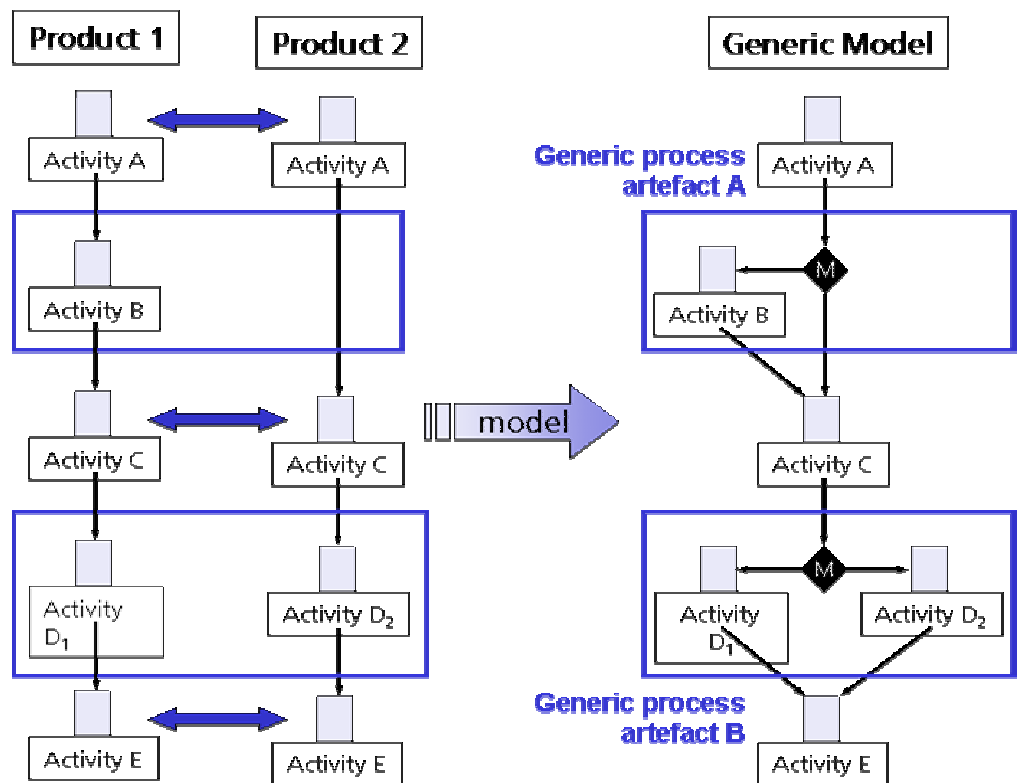 Product 1
Product 2
Generic Model
Activity A
Activity A
Generic process
artefact A
Activity A
Activity B
M
Activity B
model
Activity C
Activity C
Activity C
Activity
D₁
Activity D₂
M
Activity
D₁
Activity D₂
Generic process
artefact B
Activity E
Activity E
Activity E